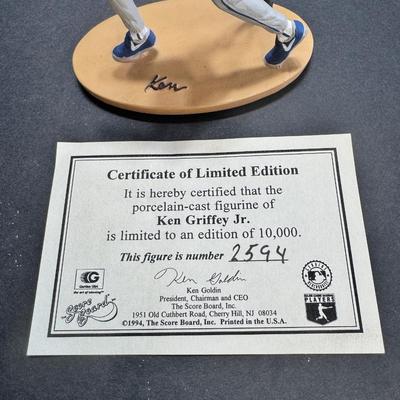 Ken
Certificate of Limited Edition
It is hereby certified that the
porcelain-cast figurine of
Ken Griffey Jr.
is limited to an edition of 10,000.
This figure is number 2594
Ken Goldin
Ken Goldin
President, Chairman and CEO
The Score Board, Inc.
1951 Old Cuthbert Road, Cherry Hill, NJ 08034
©1994, The Score Board, Inc. Printed in the U.S.A.
G
Score Board
PLAYERS